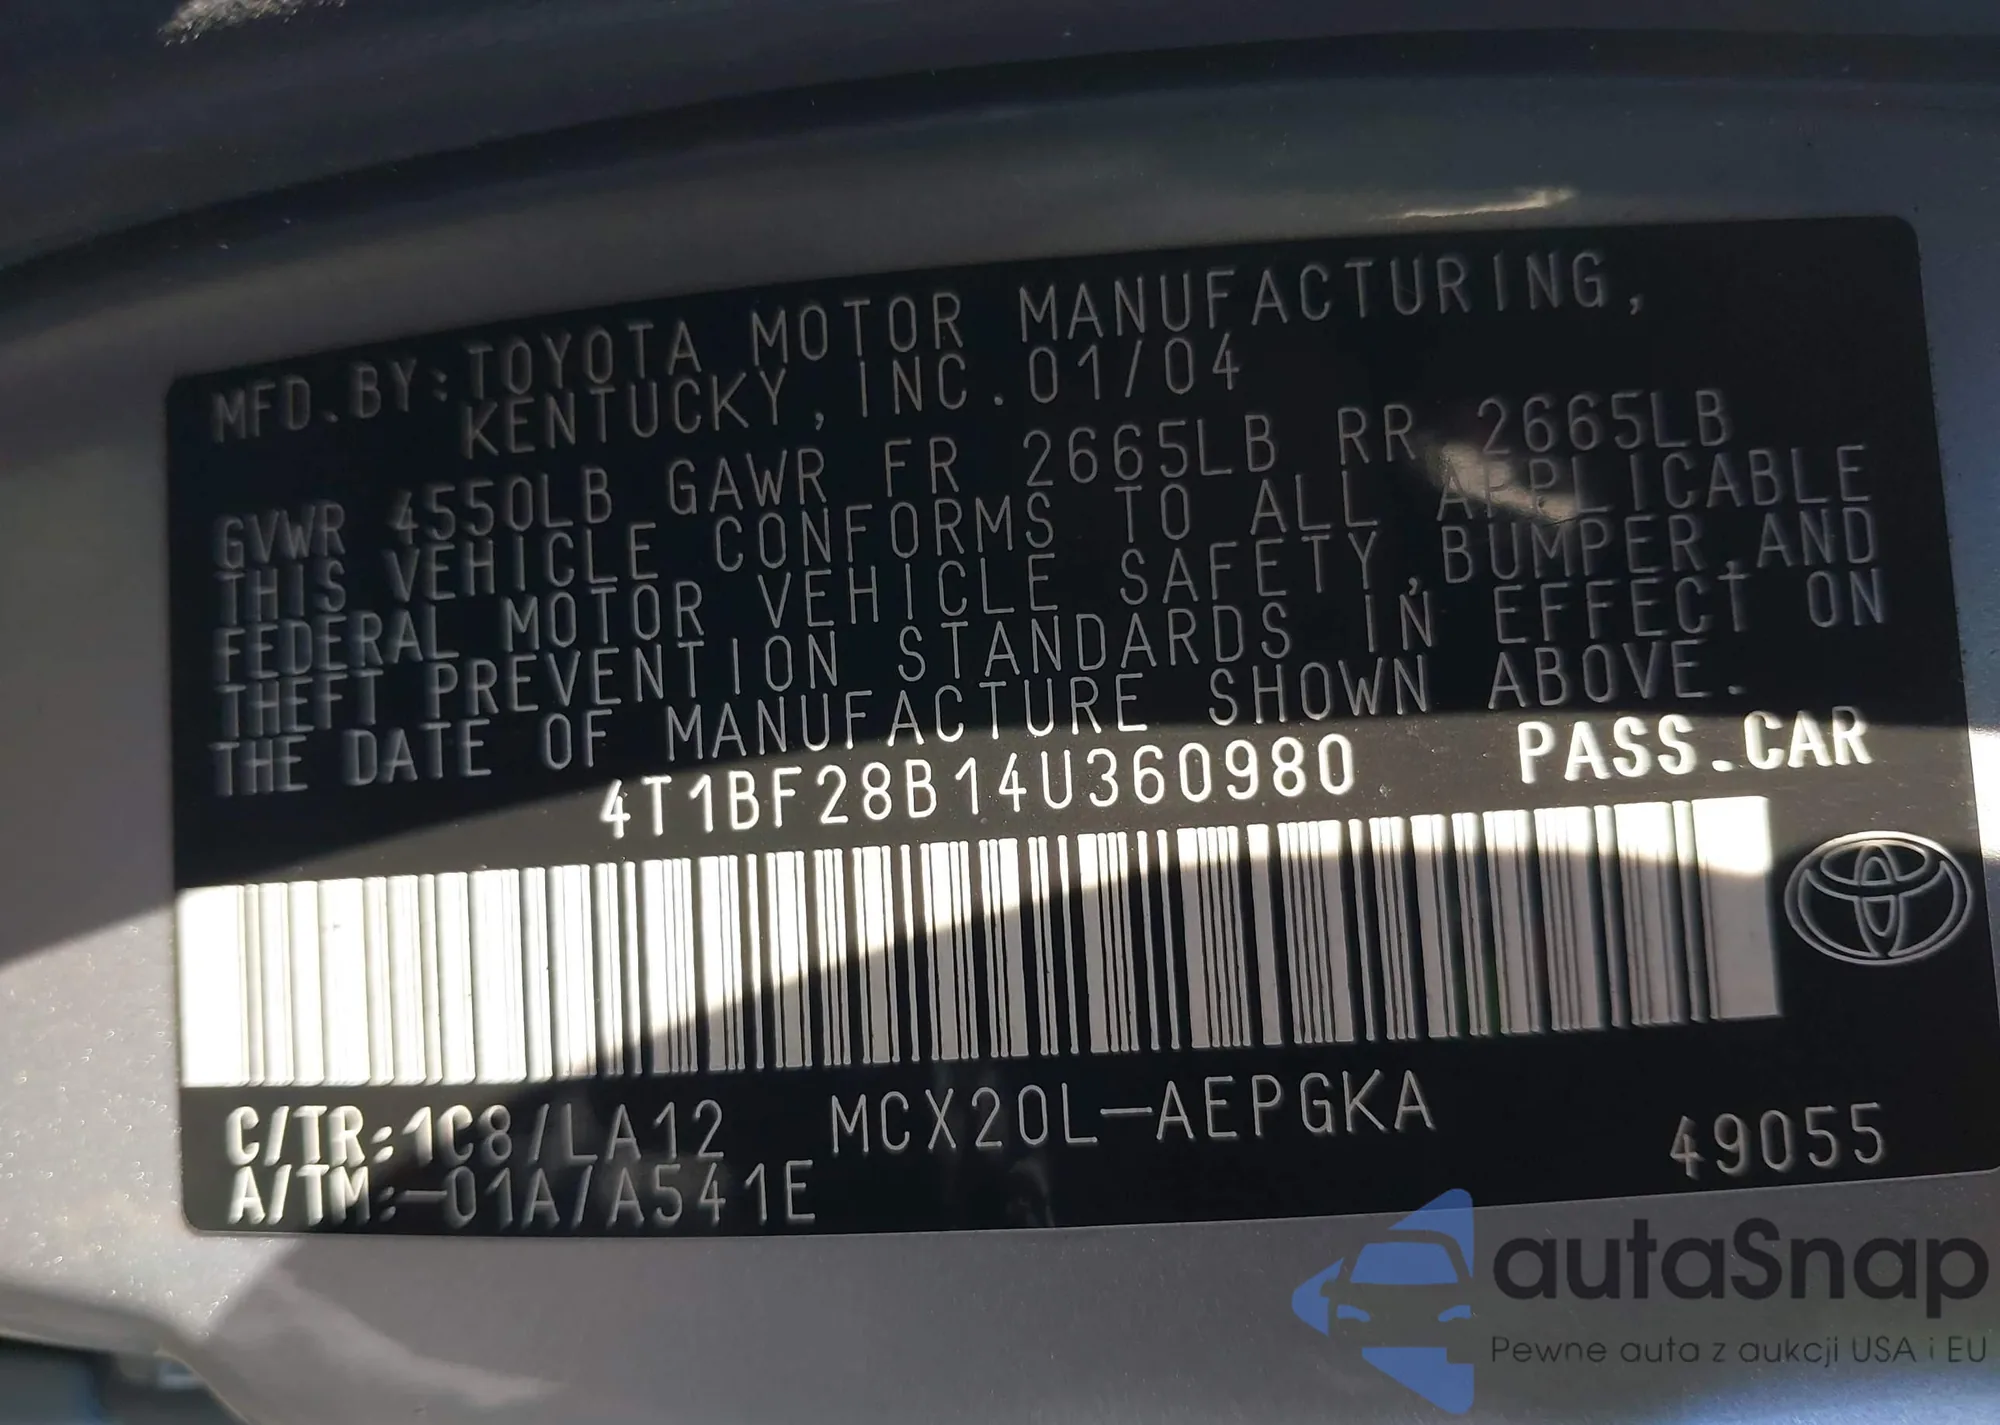 MFD.BY:TOYOTA MOTOR MANUFACTURING,
KENTUCKY, INC.01/04
GVWR 4550LB GAWR FR 2665LB RR 2665LB
THIS VEHICLE CONFORMS TO ALL APPLICABLE
FEDERAL MOTOR VEHICLE SAFETY,BUMPER,AND
THEFT PREVENTION STANDARDS IN EFFECT ON
THE DATE OF MANUFACTURE SHOWN ABOVE.
4T1BF28B14U360980 PASS.CAR
C/TR:1C8/LA12 MCX20L-AEPGKA
A/TM:-01A/A541E 49055
autaSnap
Pewne auta z aukcji USA i EU